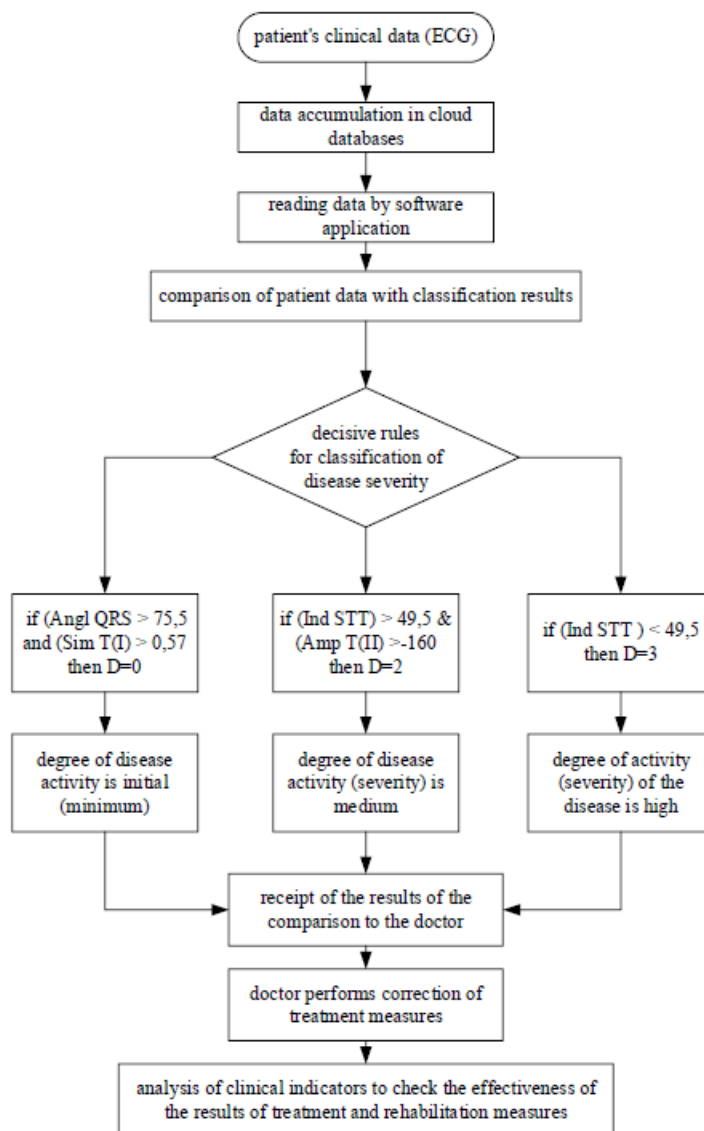 patient's clinical data (ECG)
data accumulation in cloud
databases
reading data by software
application
comparison of patient data with classification results
decisive rules
for classification of
disease severity
if (Angl QRS > 75,5
and (Sim T(I) > 0,57
then D=0
if (Ind STT) > 49,5 &
(Amp T(II) >-160
then D=2
if (Ind STT ) < 49,5
then D=3
degree of disease
activity is initial
(minimum)
degree of disease
activity (severity) is
medium
degree of activity
(severity) of the
disease is high
receipt of the results of the
comparison to the doctor
doctor performs correction of
treatment measures
analysis of clinical indicators to check the effectiveness of
the results of treatment and rehabilitation measures